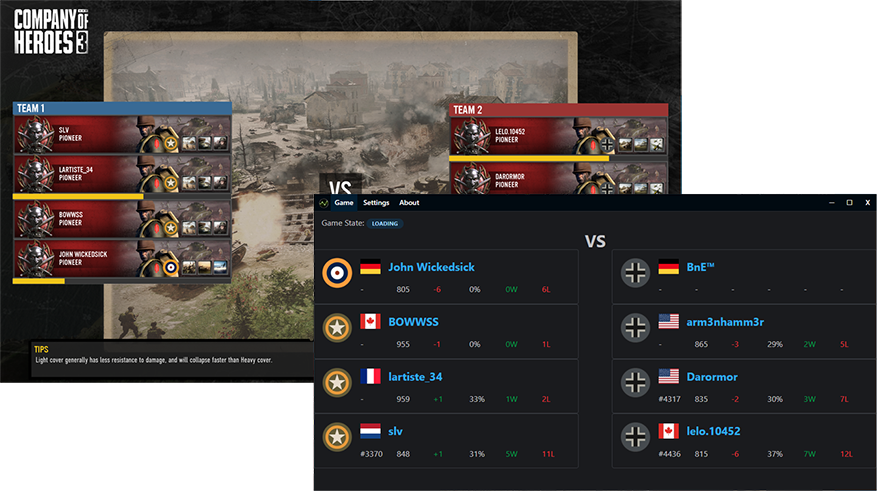 COMPANY OF
HEROES 3
TEAM 1
SLV
PIONEER
LARTISTE_34
PIONEER
BOWWSS
PIONEER
JOHN WICKEDSICK
PIONEER
VS
TEAM 2
LELO.10452
PIONEER
DARORMOR
PIONEER
TIPS
Light cover generally has less resistance to damage, and will collapse faster than Heavy cover.
Game Settings About
Game State: LOADING
VS
John Wickedsick
- 805 -6 0% 0W 6L
BOWWSS
- 955 -1 0% 0W 1L
lartiste_34
- 959 +1 33% 1W 2L
slv
#3370 848 +1 31% 5W 11L
BnE™
- - - - - -
arm3nhamm3r
- 865 -3 29% 2W 5L
Darormor
#4317 835 -2 30% 3W 7L
lelo.10452
#4436 815 -6 37% 7W 12L